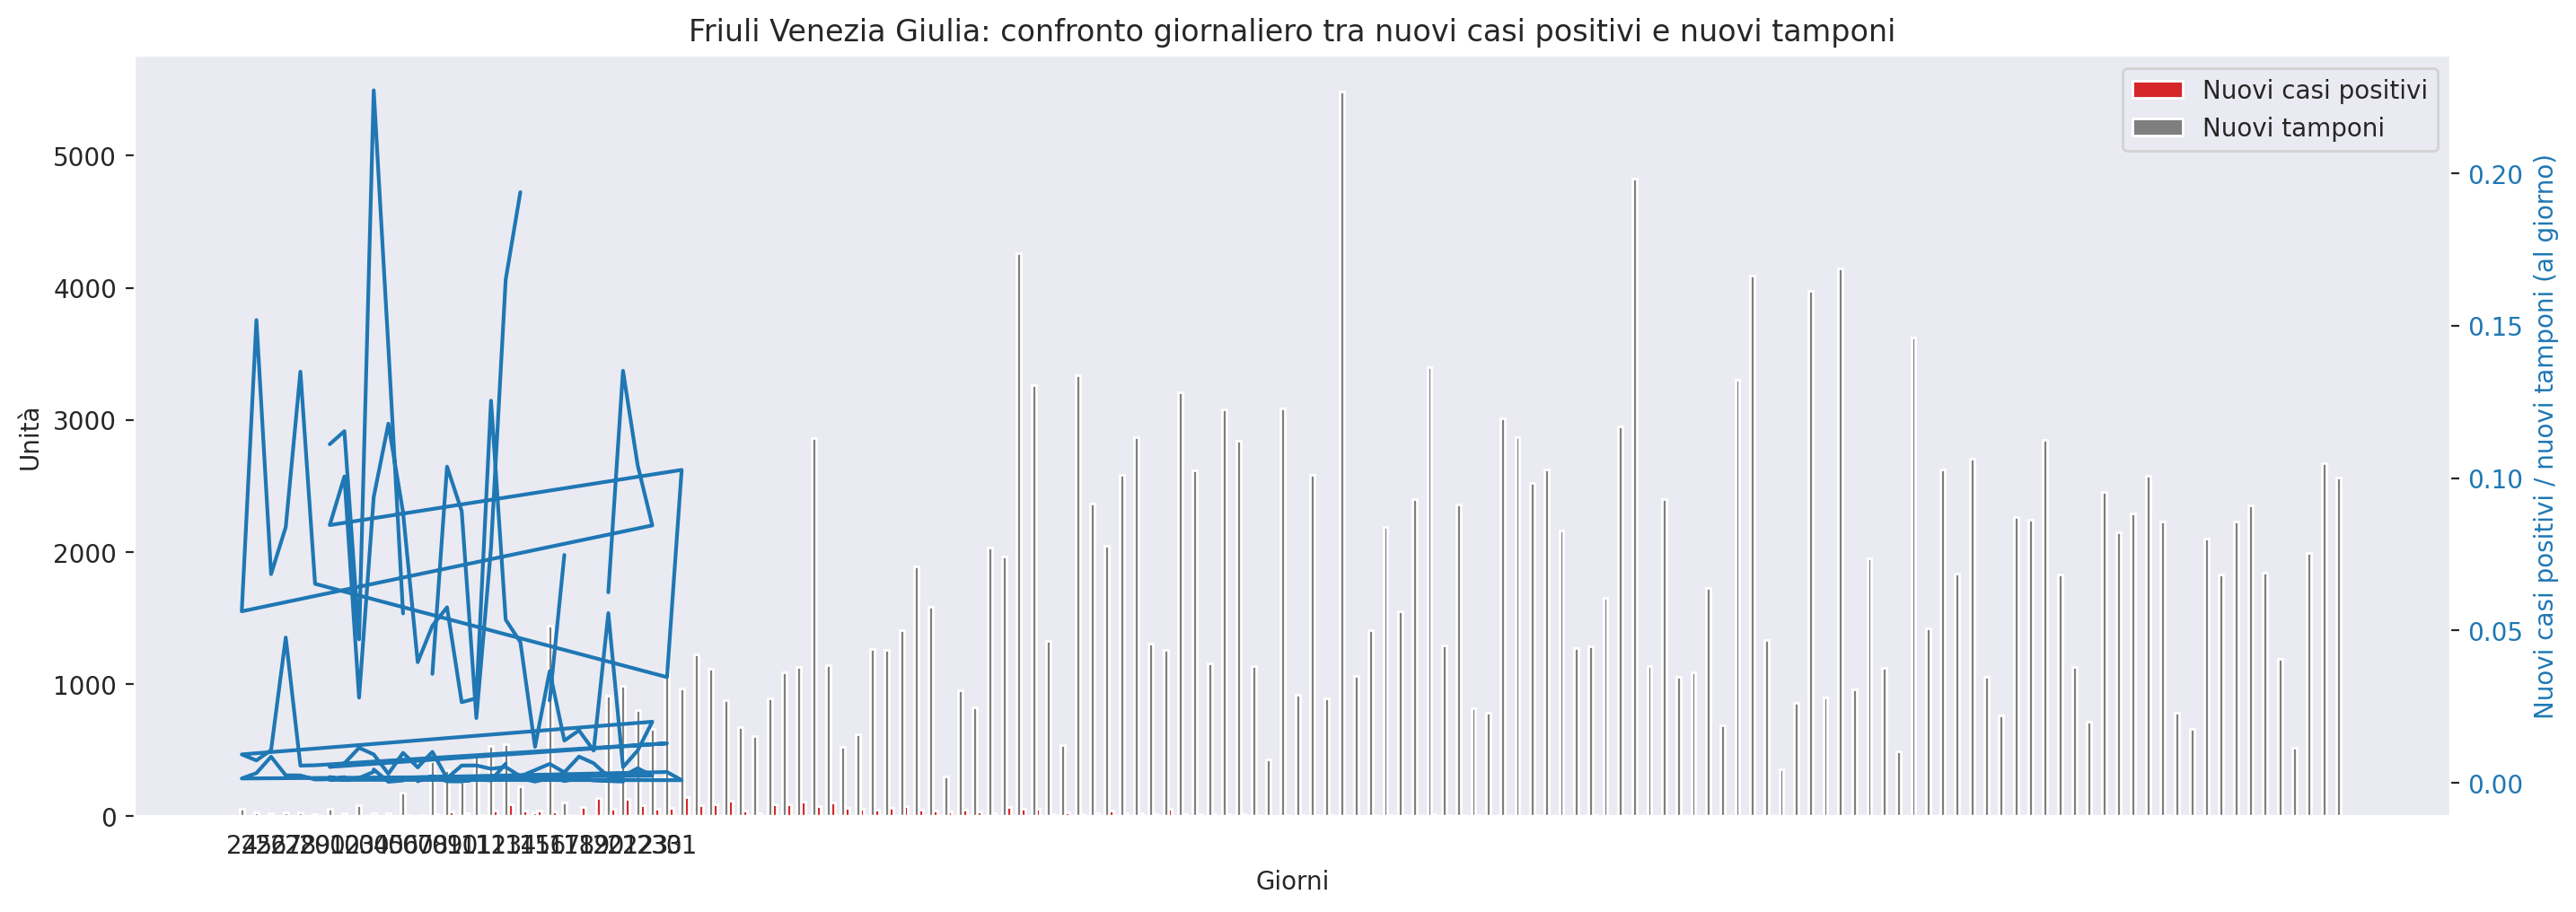 Friuli Venezia Giulia: confronto giornaliero tra nuovi casi positivi e nuovi tamponi
Nuovi casi positivi
Nuovi tamponi
Unità
5000
4000
3000
2000
1000
0
0.20
0.15
0.10
0.05
0.00
Nuovi casi positivi / nuovi tamponi (al giorno)
Giorni